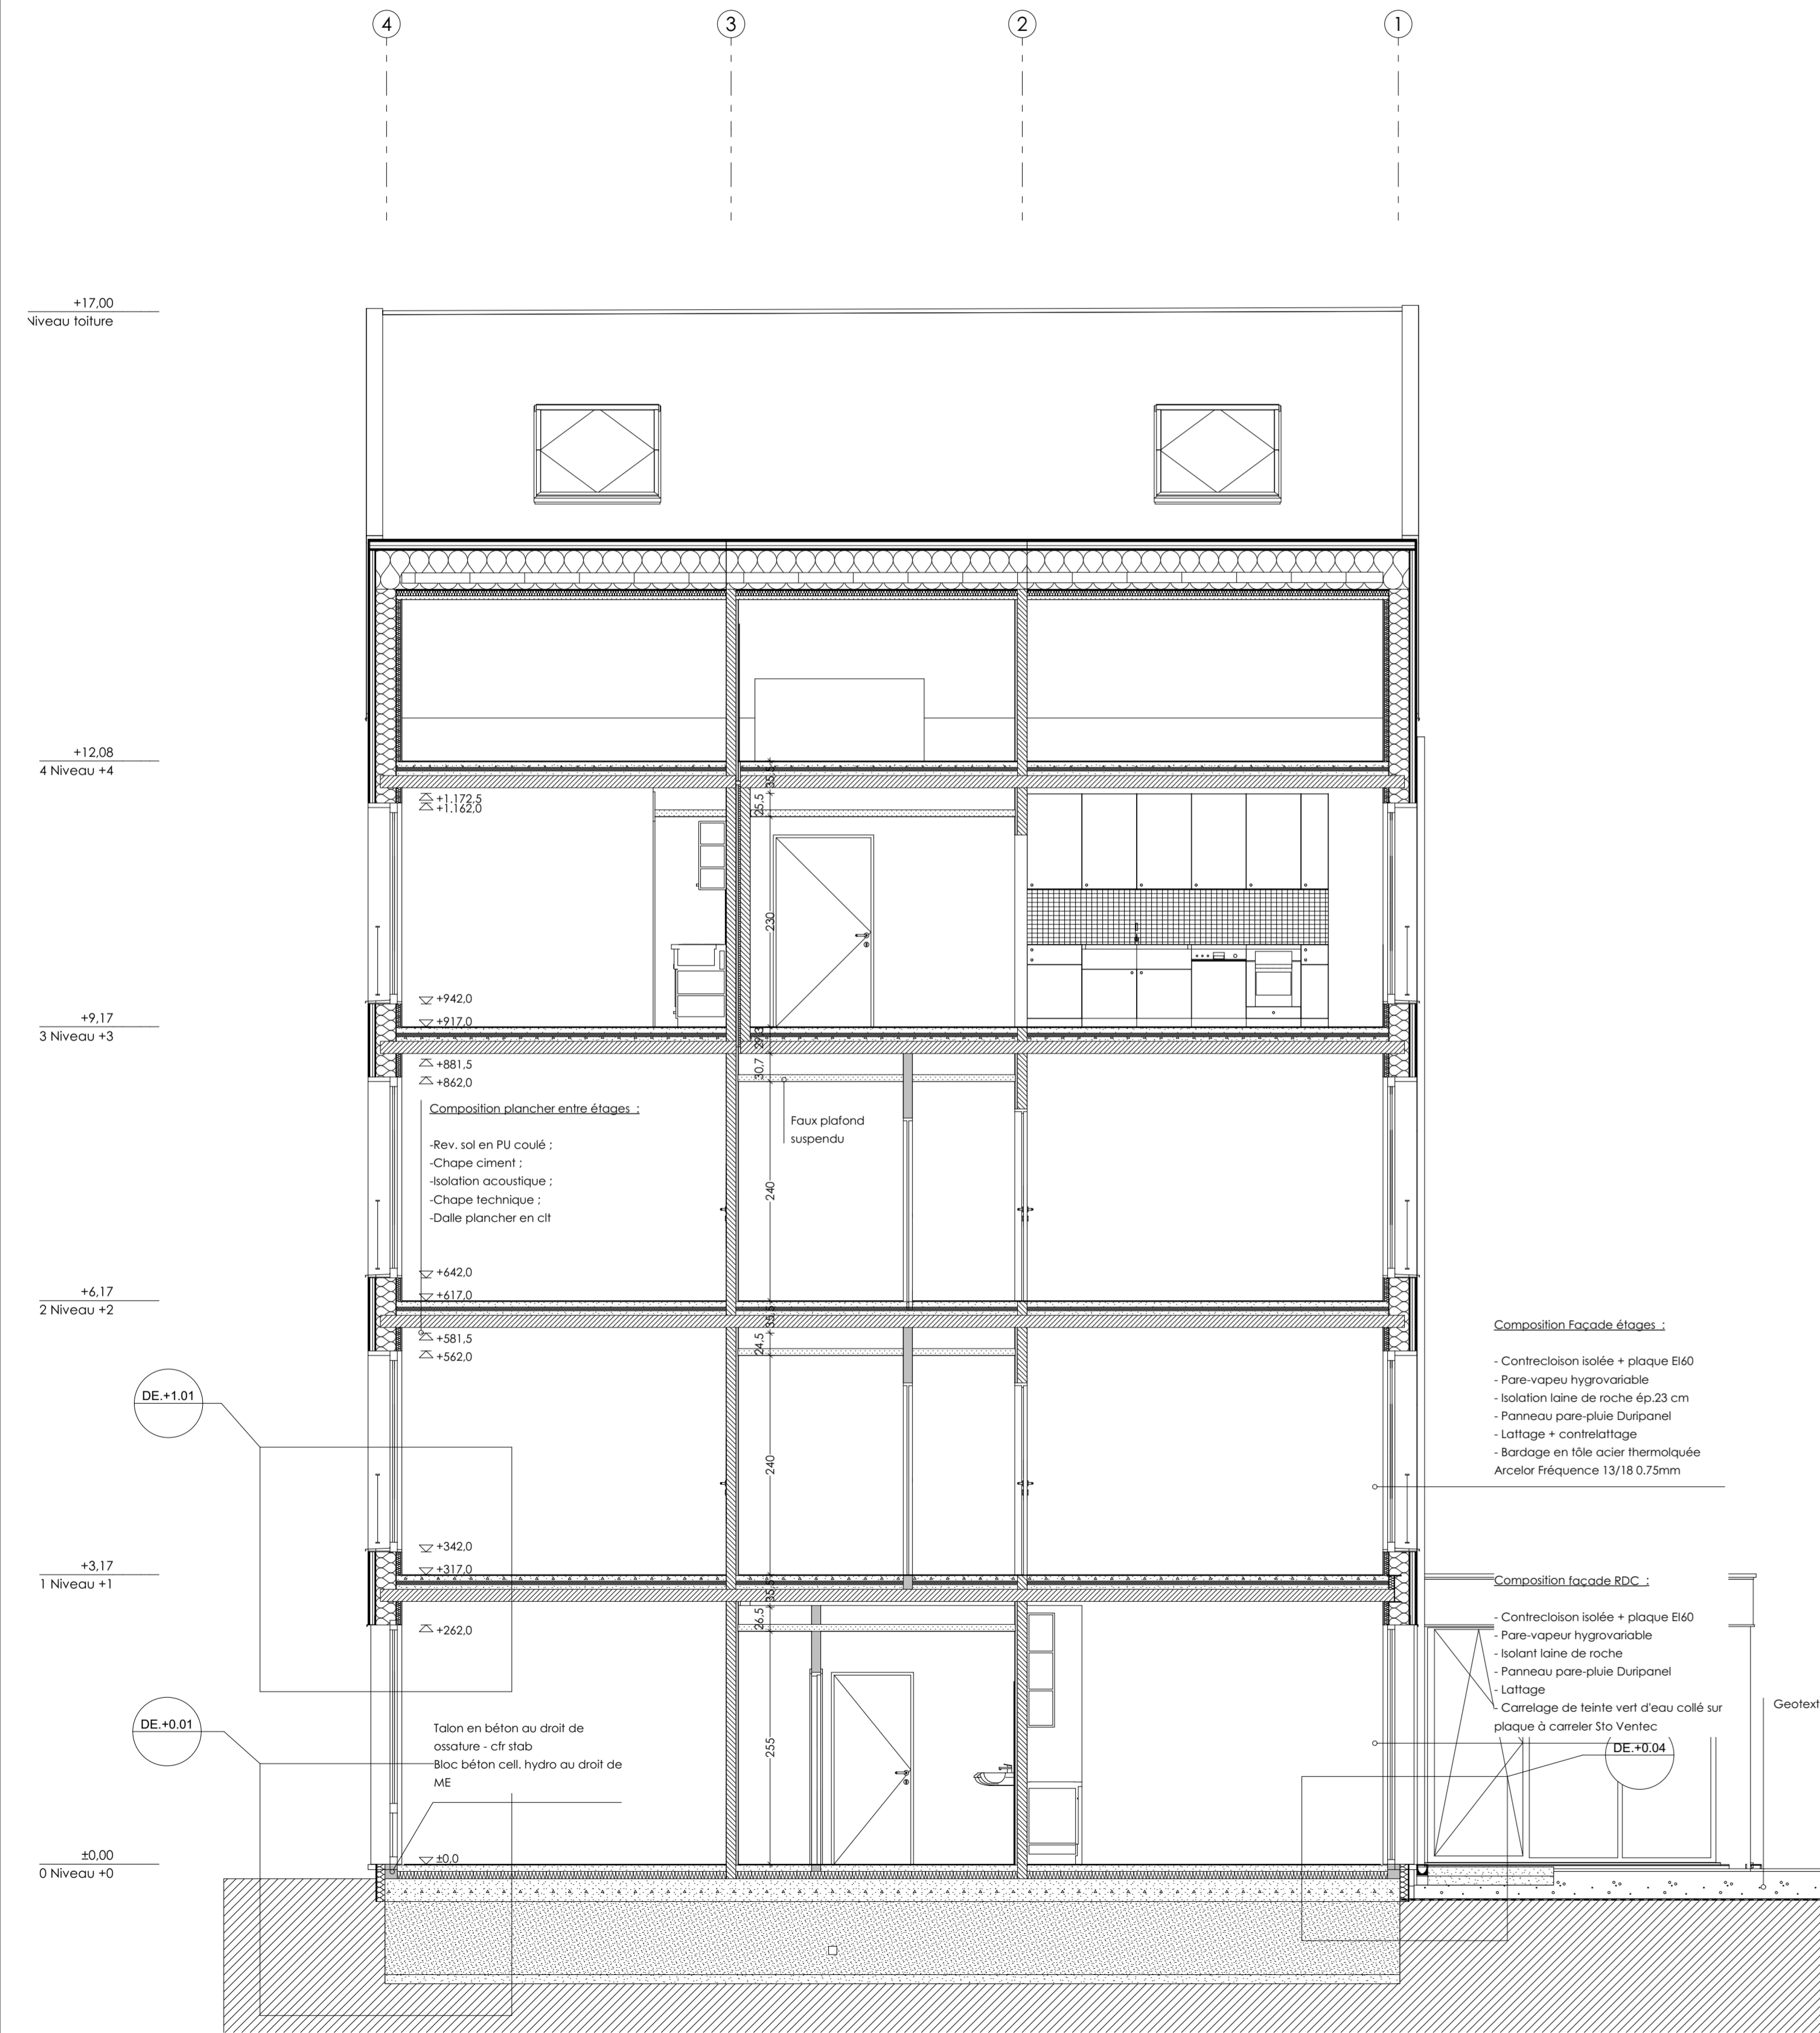 4
3
2
1
+17,00
Niveau toiture
+12,08
4 Niveau +4
35,5
+1.172,5
+1.162,0
25,5
230
+942,0
+917,0
+9,17
3 Niveau +3
29,3
+881,5
+862,0
30,7
Composition plancher entre étages :
-Rev. sol en PU coulé ;
-Chape ciment ;
-Isolation acoustique ;
-Chape technique ;
-Dalle plancher en clt
Faux plafond
suspendu
240
+642,0
+617,0
+6,17
2 Niveau +2
35,5
+581,5
+562,0
24,5
Composition Façade étages :
- Contrecloison isolée + plaque EI60
- Pare-vapeu hygrovariable
- Isolation laine de roche ép.23 cm
- Panneau pare-pluie Duripanel
- Lattage + contrelattage
- Bardage en tôle acier thermolquée
Arcelor Fréquence 13/18 0.75mm
DE.+1.01
240
+342,0
+317,0
+3,17
1 Niveau +1
35,5
26,5
+262,0
Composition façade RDC :
- Contrecloison isolée + plaque EI60
- Pare-vapeur hygrovariable
- Isolant laine de roche
- Panneau pare-pluie Duripanel
- Lattage
- Carrelage de teinte vert d'eau collé sur
plaque à carreler Sto Ventec
Geotext
DE.+0.04
DE.+0.01
Talon en béton au droit de
ossature - cfr stab
Bloc béton cell. hydro au droit de
ME
255
±0,0
±0,00
0 Niveau +0